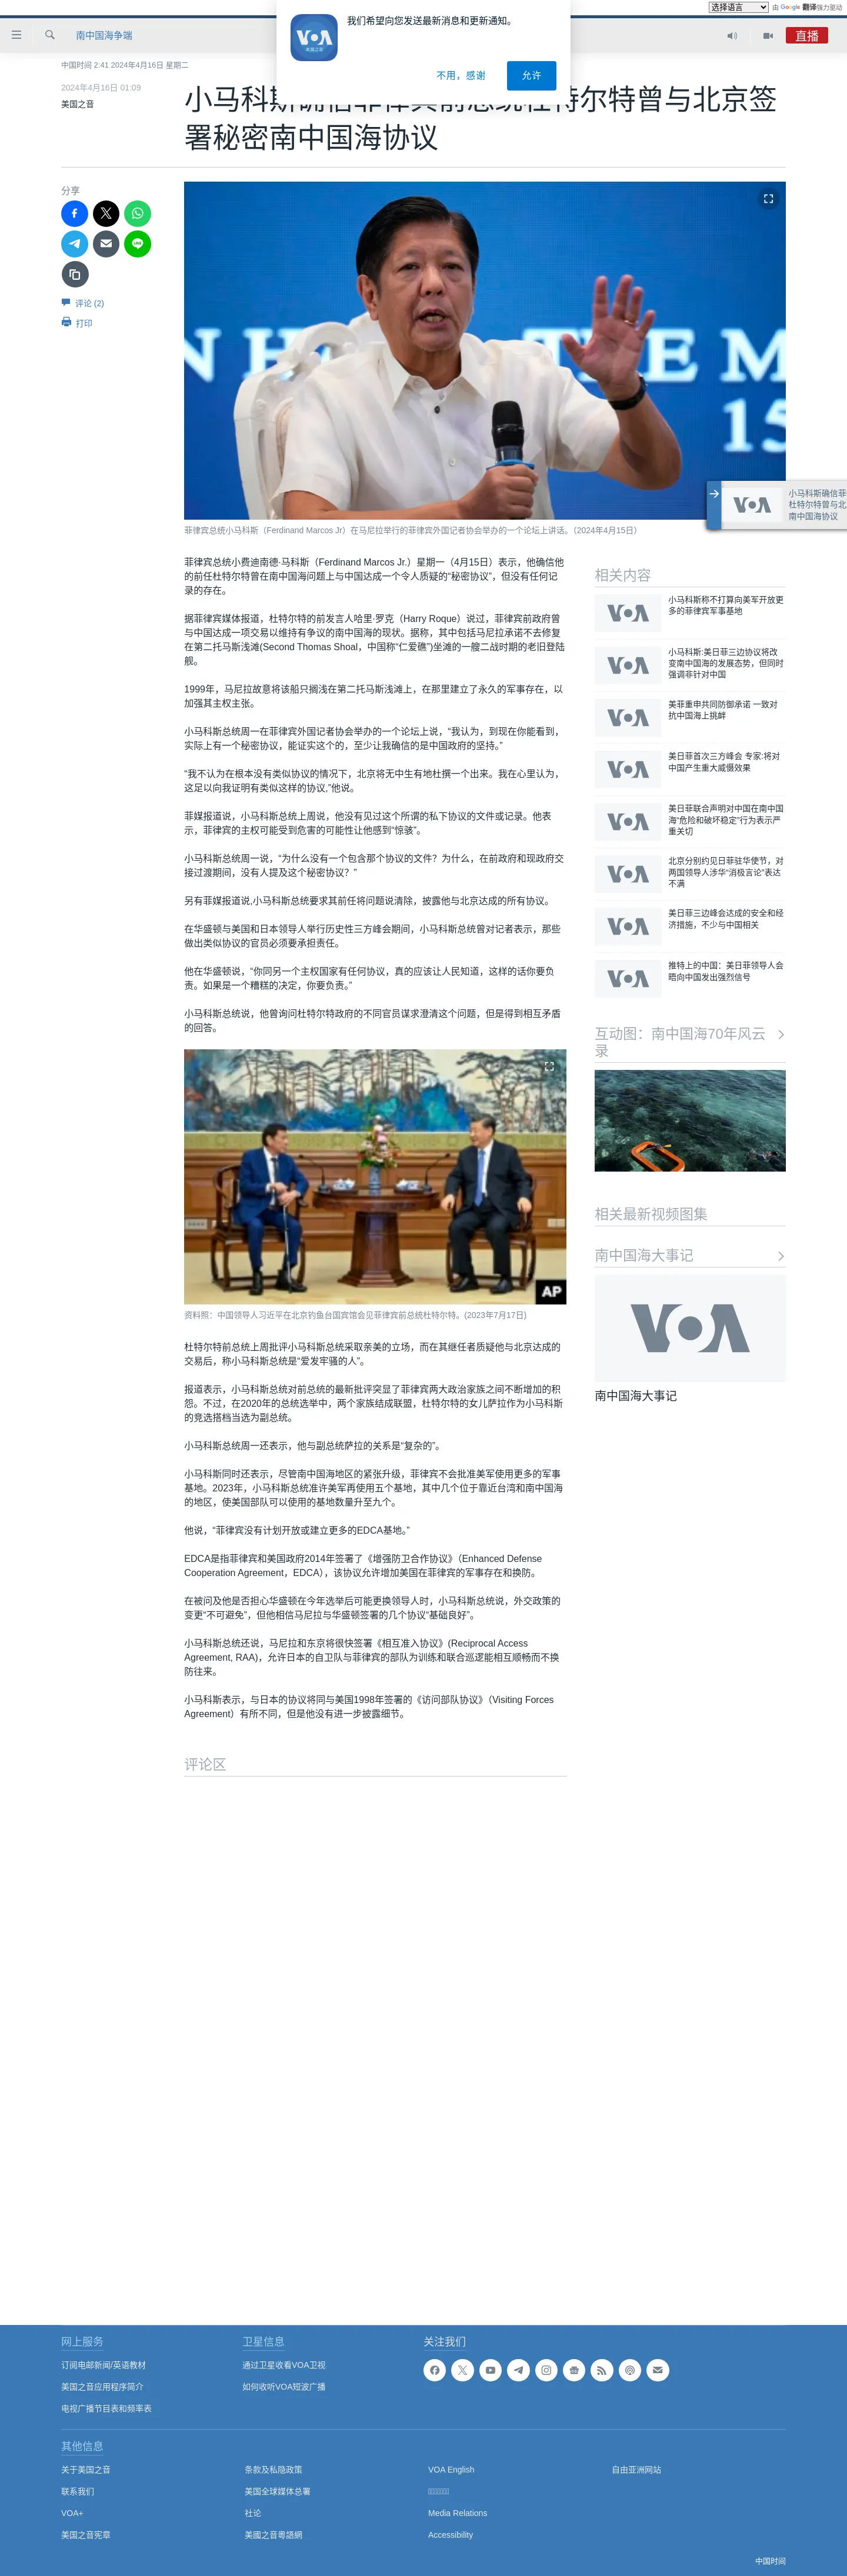 选择语言 由 Google 翻译强力驱动
我们希望向您发送最新消息和更新通知。
不用，感谢
允许
VOA
美国之音
南中国海争端
直播
中国时间 2:41 2024年4月16日 星期二
2024年4月16日 01:09
美国之音
署秘密南中国海协议
分享
评论 (2)
打印
菲律宾总统小马科斯（Ferdinand Marcos Jr）在马尼拉举行的菲律宾外国记者协会举办的一个论坛上讲话。（2024年4月15日）
小马科斯确信菲
杜特尔特曾与北
南中国海协议
菲律宾总统小费迪南德·马科斯（Ferdinand Marcos Jr.）星期一（4月15日）表示，他确信他
的前任杜特尔特曾在南中国海问题上与中国达成一个令人质疑的“秘密协议”，但没有任何记
录的存在。
据菲律宾媒体报道，杜特尔特的前发言人哈里·罗克（Harry Roque）说过，菲律宾前政府曾
与中国达成一项交易以维持有争议的南中国海的现状。据称，其中包括马尼拉承诺不去修复
在第二托马斯浅滩(Second Thomas Shoal，中国称“仁爱礁”)坐滩的一艘二战时期的老旧登陆
舰。
1999年，马尼拉故意将该船只搁浅在第二托马斯浅滩上，在那里建立了永久的军事存在，以
加强其主权主张。
小马科斯总统周一在菲律宾外国记者协会举办的一个论坛上说，“我认为，到现在你能看到，
实际上有一个秘密协议，能证实这个的，至少让我确信的是中国政府的坚持。”
“我不认为在根本没有类似协议的情况下，北京将无中生有地杜撰一个出来。我在心里认为，
这足以向我证明有类似这样的协议,”他说。
菲媒报道说，小马科斯总统上周说，他没有见过这个所谓的私下协议的文件或记录。他表
示，菲律宾的主权可能受到危害的可能性让他感到“惊骇”。
小马科斯总统周一说，“为什么没有一个包含那个协议的文件？为什么，在前政府和现政府交
接过渡期间，没有人提及这个秘密协议？”
另有菲媒报道说,小马科斯总统要求其前任将问题说清除，披露他与北京达成的所有协议。
在华盛顿与美国和日本领导人举行历史性三方峰会期间，小马科斯总统曾对记者表示，那些
做出类似协议的官员必须要承担责任。
他在华盛顿说，“你同另一个主权国家有任何协议，真的应该让人民知道，这样的话你要负
责。如果是一个糟糕的决定，你要负责。”
小马科斯总统说，他曾询问杜特尔特政府的不同官员谋求澄清这个问题，但是得到相互矛盾
的回答。
AP
资料照：中国领导人习近平在北京钓鱼台国宾馆会见菲律宾前总统杜特尔特。(2023年7月17日)
杜特尔特前总统上周批评小马科斯总统采取亲美的立场，而在其继任者质疑他与北京达成的
交易后，称小马科斯总统是“爱发牢骚的人”。
报道表示，小马科斯总统对前总统的最新批评突显了菲律宾两大政治家族之间不断增加的积
怨。不过，在2020年的总统选举中，两个家族结成联盟，杜特尔特的女儿萨拉作为小马科斯
的竞选搭档当选为副总统。
小马科斯总统周一还表示，他与副总统萨拉的关系是“复杂的”。
小马科斯同时还表示，尽管南中国海地区的紧张升级，菲律宾不会批准美军使用更多的军事
基地。2023年，小马科斯总统准许美军再使用五个基地，其中几个位于靠近台湾和南中国海
的地区，使美国部队可以使用的基地数量升至九个。
他说，“菲律宾没有计划开放或建立更多的EDCA基地。”
EDCA是指菲律宾和美国政府2014年签署了《增强防卫合作协议》（Enhanced Defense
Cooperation Agreement，EDCA），该协议允许增加美国在菲律宾的军事存在和换防。
在被问及他是否担心华盛顿在今年选举后可能更换领导人时，小马科斯总统说，外交政策的
变更“不可避免”，但他相信马尼拉与华盛顿签署的几个协议“基础良好”。
小马科斯总统还说，马尼拉和东京将很快签署《相互准入协议》(Reciprocal Access
Agreement, RAA)，允许日本的自卫队与菲律宾的部队为训练和联合巡逻能相互顺畅而不换
防往来。
小马科斯表示，与日本的协议将同与美国1998年签署的《访问部队协议》（Visiting Forces
Agreement）有所不同，但是他没有进一步披露细节。
评论区
相关内容
小马科斯称不打算向美军开放更
多的菲律宾军事基地
小马科斯:美日菲三边协议将改
变南中国海的发展态势，但同时
强调非针对中国
美菲重申共同防御承诺 一致对
抗中国海上挑衅
美日菲首次三方峰会 专家:将对
中国产生重大威慑效果
美日菲联合声明对中国在南中国
海“危险和破坏稳定”行为表示严
重关切
北京分别约见日菲驻华使节，对
两国领导人涉华“消极言论”表达
不满
美日菲三边峰会达成的安全和经
济措施，不少与中国相关
推特上的中国：美日菲领导人会
晤向中国发出强烈信号
互动图：南中国海70年风云
录
相关最新视频图集
南中国海大事记
VOA
南中国海大事记
网上服务
订阅电邮新闻/英语教材
美国之音应用程序简介
电视广播节目表和频率表
卫星信息
通过卫星收看VOA卫视
如何收听VOA短波广播
关注我们
其他信息
关于美国之音
联系我们
VOA+
美国之音宪章
条款及私隐政策
美国全球媒体总署
社论
美國之音粵語網
VOA English
Media Relations
Accessibility
自由亚洲网站
中国时间